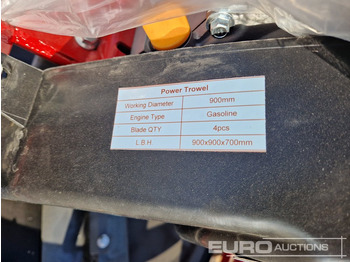 Power Trowel
Working Diameter 900mm
Engine Type Gasoline
Blade QTY 4pcs
L.B.H. 900x900x700mm
EURO AUCTIONS